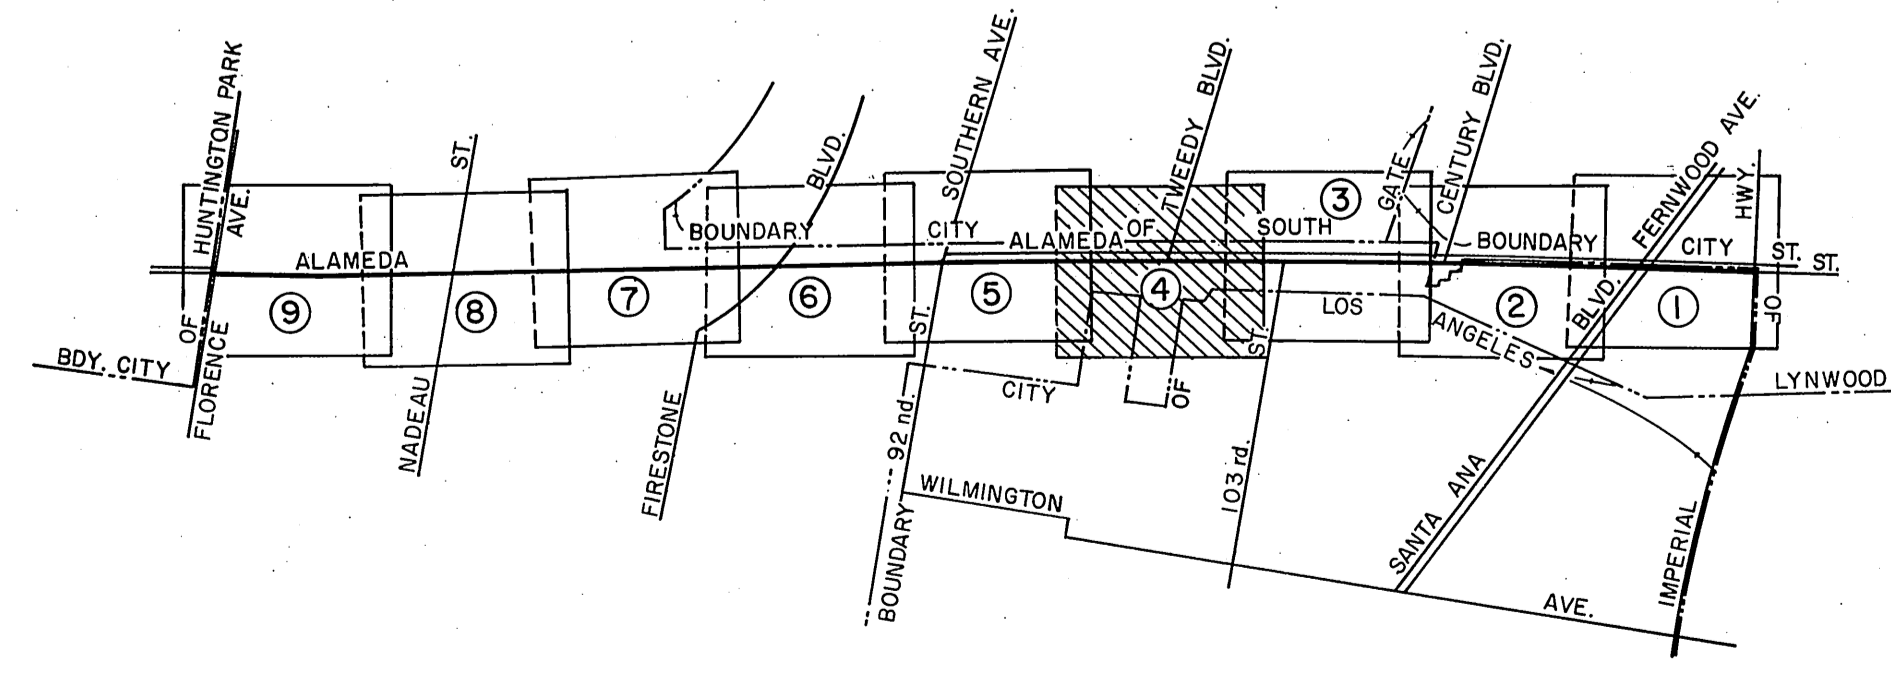 HUNTINGTON PARK
AVE.
OF
FLORENCE
BDY. CITY
ALAMEDA
NADEAU
ST.
BOUNDARY
BLVD.
FIRESTONE
SOUTHERN AVE.
CITY
ALAMEDA
OF
SOUTH
GATE
TWEEDY BLVD.
CENTURY BLVD.
BOUNDARY
FERNWOOD AVE.
CITY
HWY.
ST. ST.
OF
LYNWOOD
9
8
7
6
5
4
3
2
1
ST.
92 nd.
BOUNDARY
CITY
OF
LOS
ANGELES
ST.
103 rd.
WILMINGTON
AVE.
BLVD.
SANTA ANA
IMPERIAL